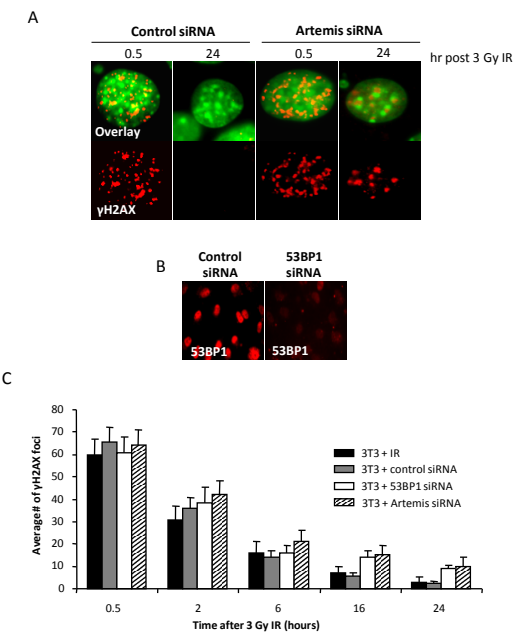 A
Control siRNA Artemis siRNA
0.5 24 0.5 24 hr post 3 Gy IR
Overlay
γH2AX
B
Control siRNA 53BP1 siRNA
53BP1 53BP1
C
Average# of γH2AX foci
80
70
60
50
40
30
20
10
0
3T3 + IR
3T3 + control siRNA
3T3 + 53BP1 siRNA
3T3 + Artemis siRNA
0.5 2 6 16 24
Time after 3 Gy IR (hours)